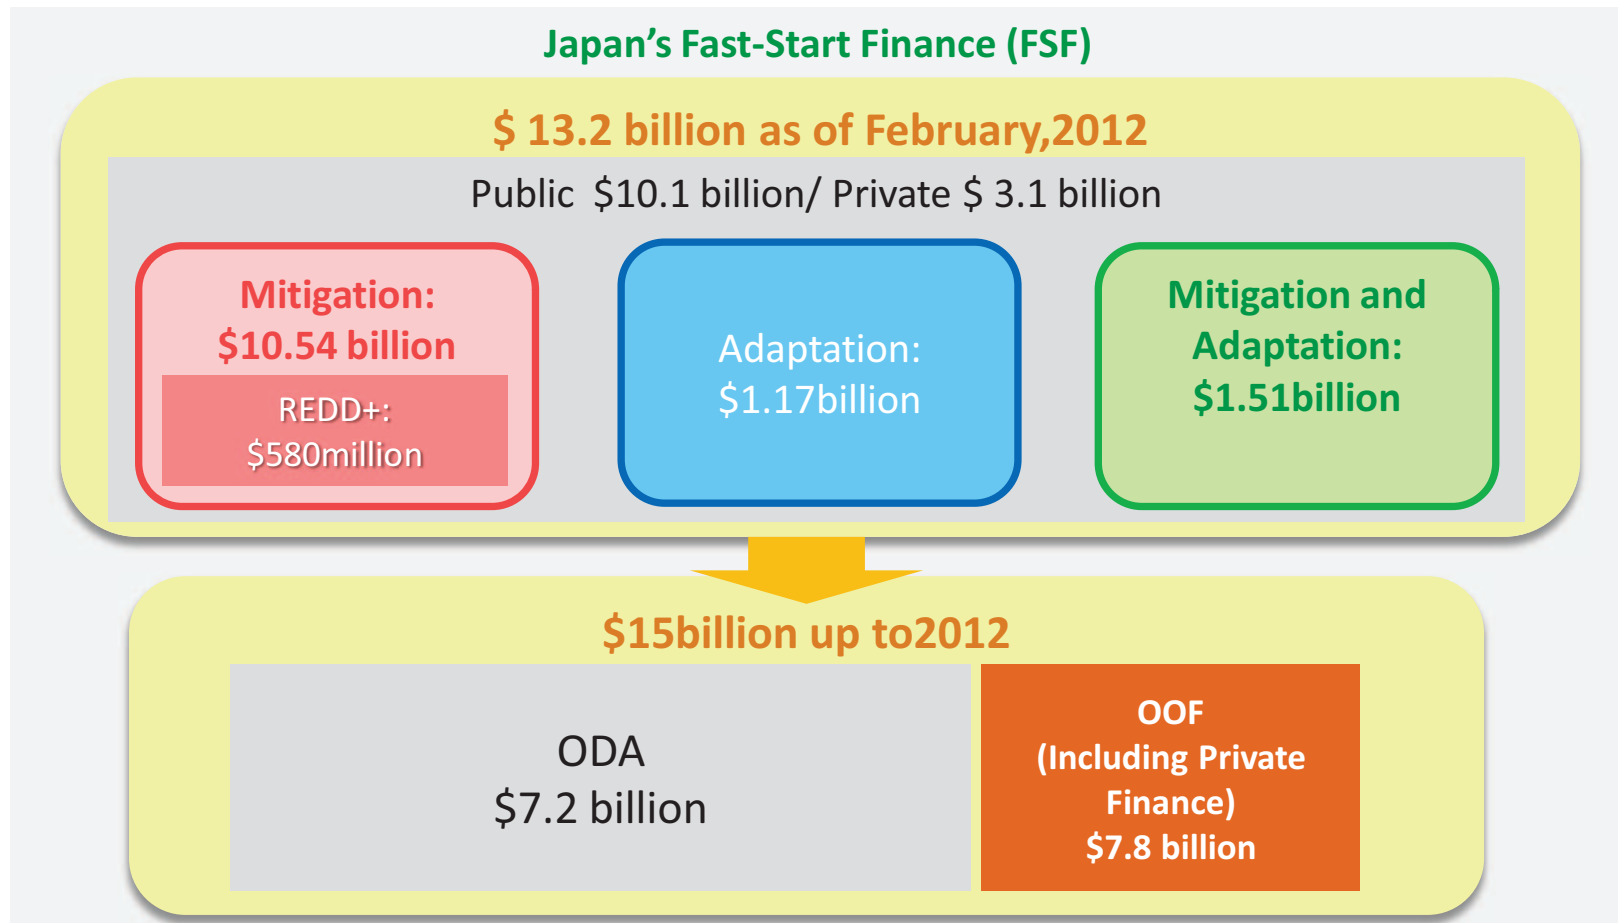 Japan’s Fast-Start Finance (FSF)
$ 13.2 billion as of February,2012
Public $10.1 billion/ Private $ 3.1 billion
Mitigation:
$10.54 billion
REDD+:
$580million
Adaptation:
$1.17billion
Mitigation and
Adaptation:
$1.51billion
$15billion up to2012
ODA
$7.2 billion
OOF
(Including Private
Finance)
$7.8 billion